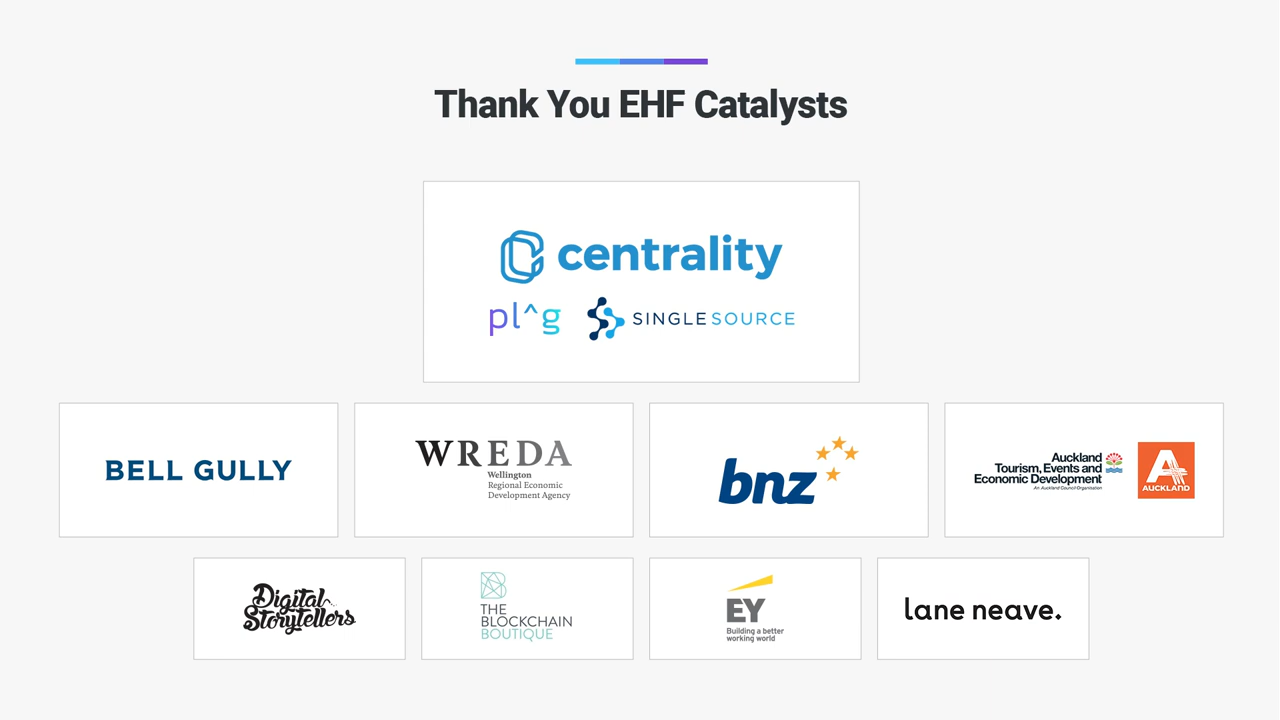 Thank You EHF Catalysts
centrality
pl^g
SINGLESOURCE
BELL GULLY
WREDA
Wellington
Regional Economic
Development Agency
bnz
Auckland
Tourism, Events and
Economic Development
An Auckland Council Organisation
AUCKLAND
Digital
Storytellers
THE
BLOCKCHAIN
BOUTIQUE
EY
Building a better
working world
lane neave.